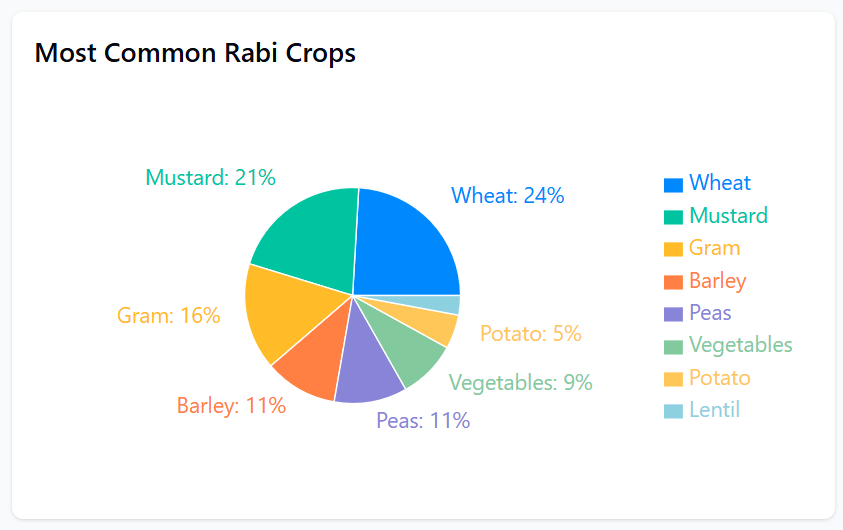 Most Common Rabi Crops
Mustard: 21%
Wheat: 24%
Gram: 16%
Potato: 5%
Vegetables: 9%
Barley: 11%
Peas: 11%
Wheat
Mustard
Gram
Barley
Peas
Vegetables
Potato
Lentil